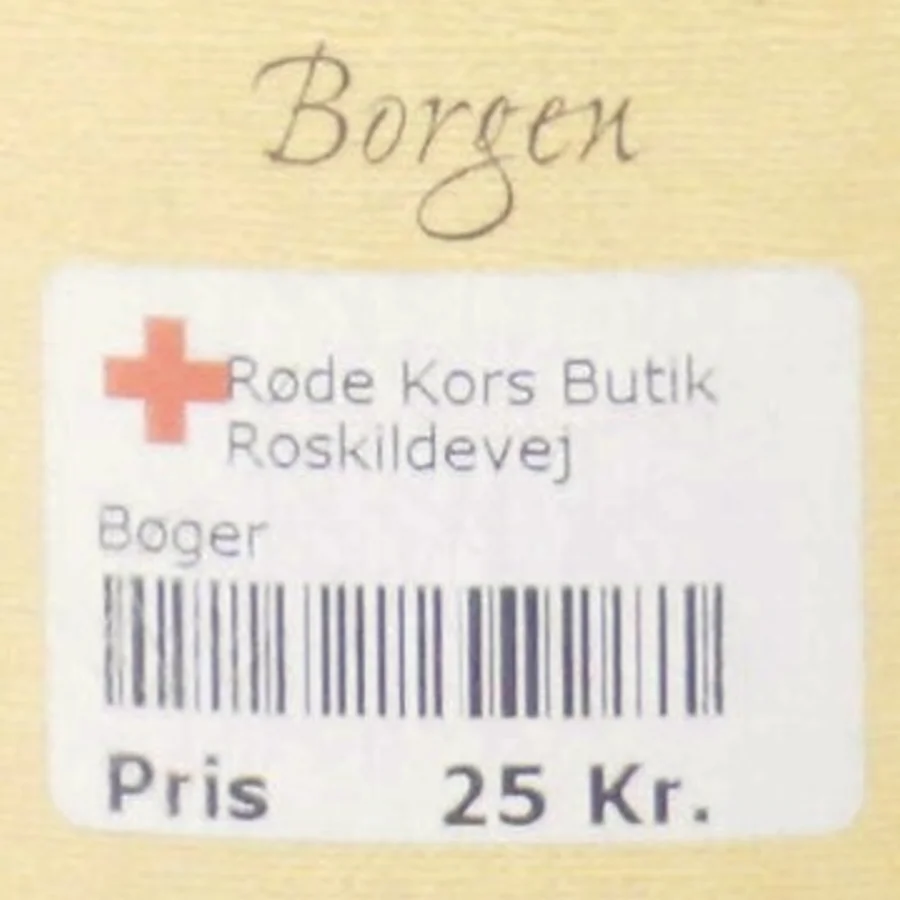 Borgen
Røde Kors Butik
Roskildevej
Bøger
Pris 25 Kr.